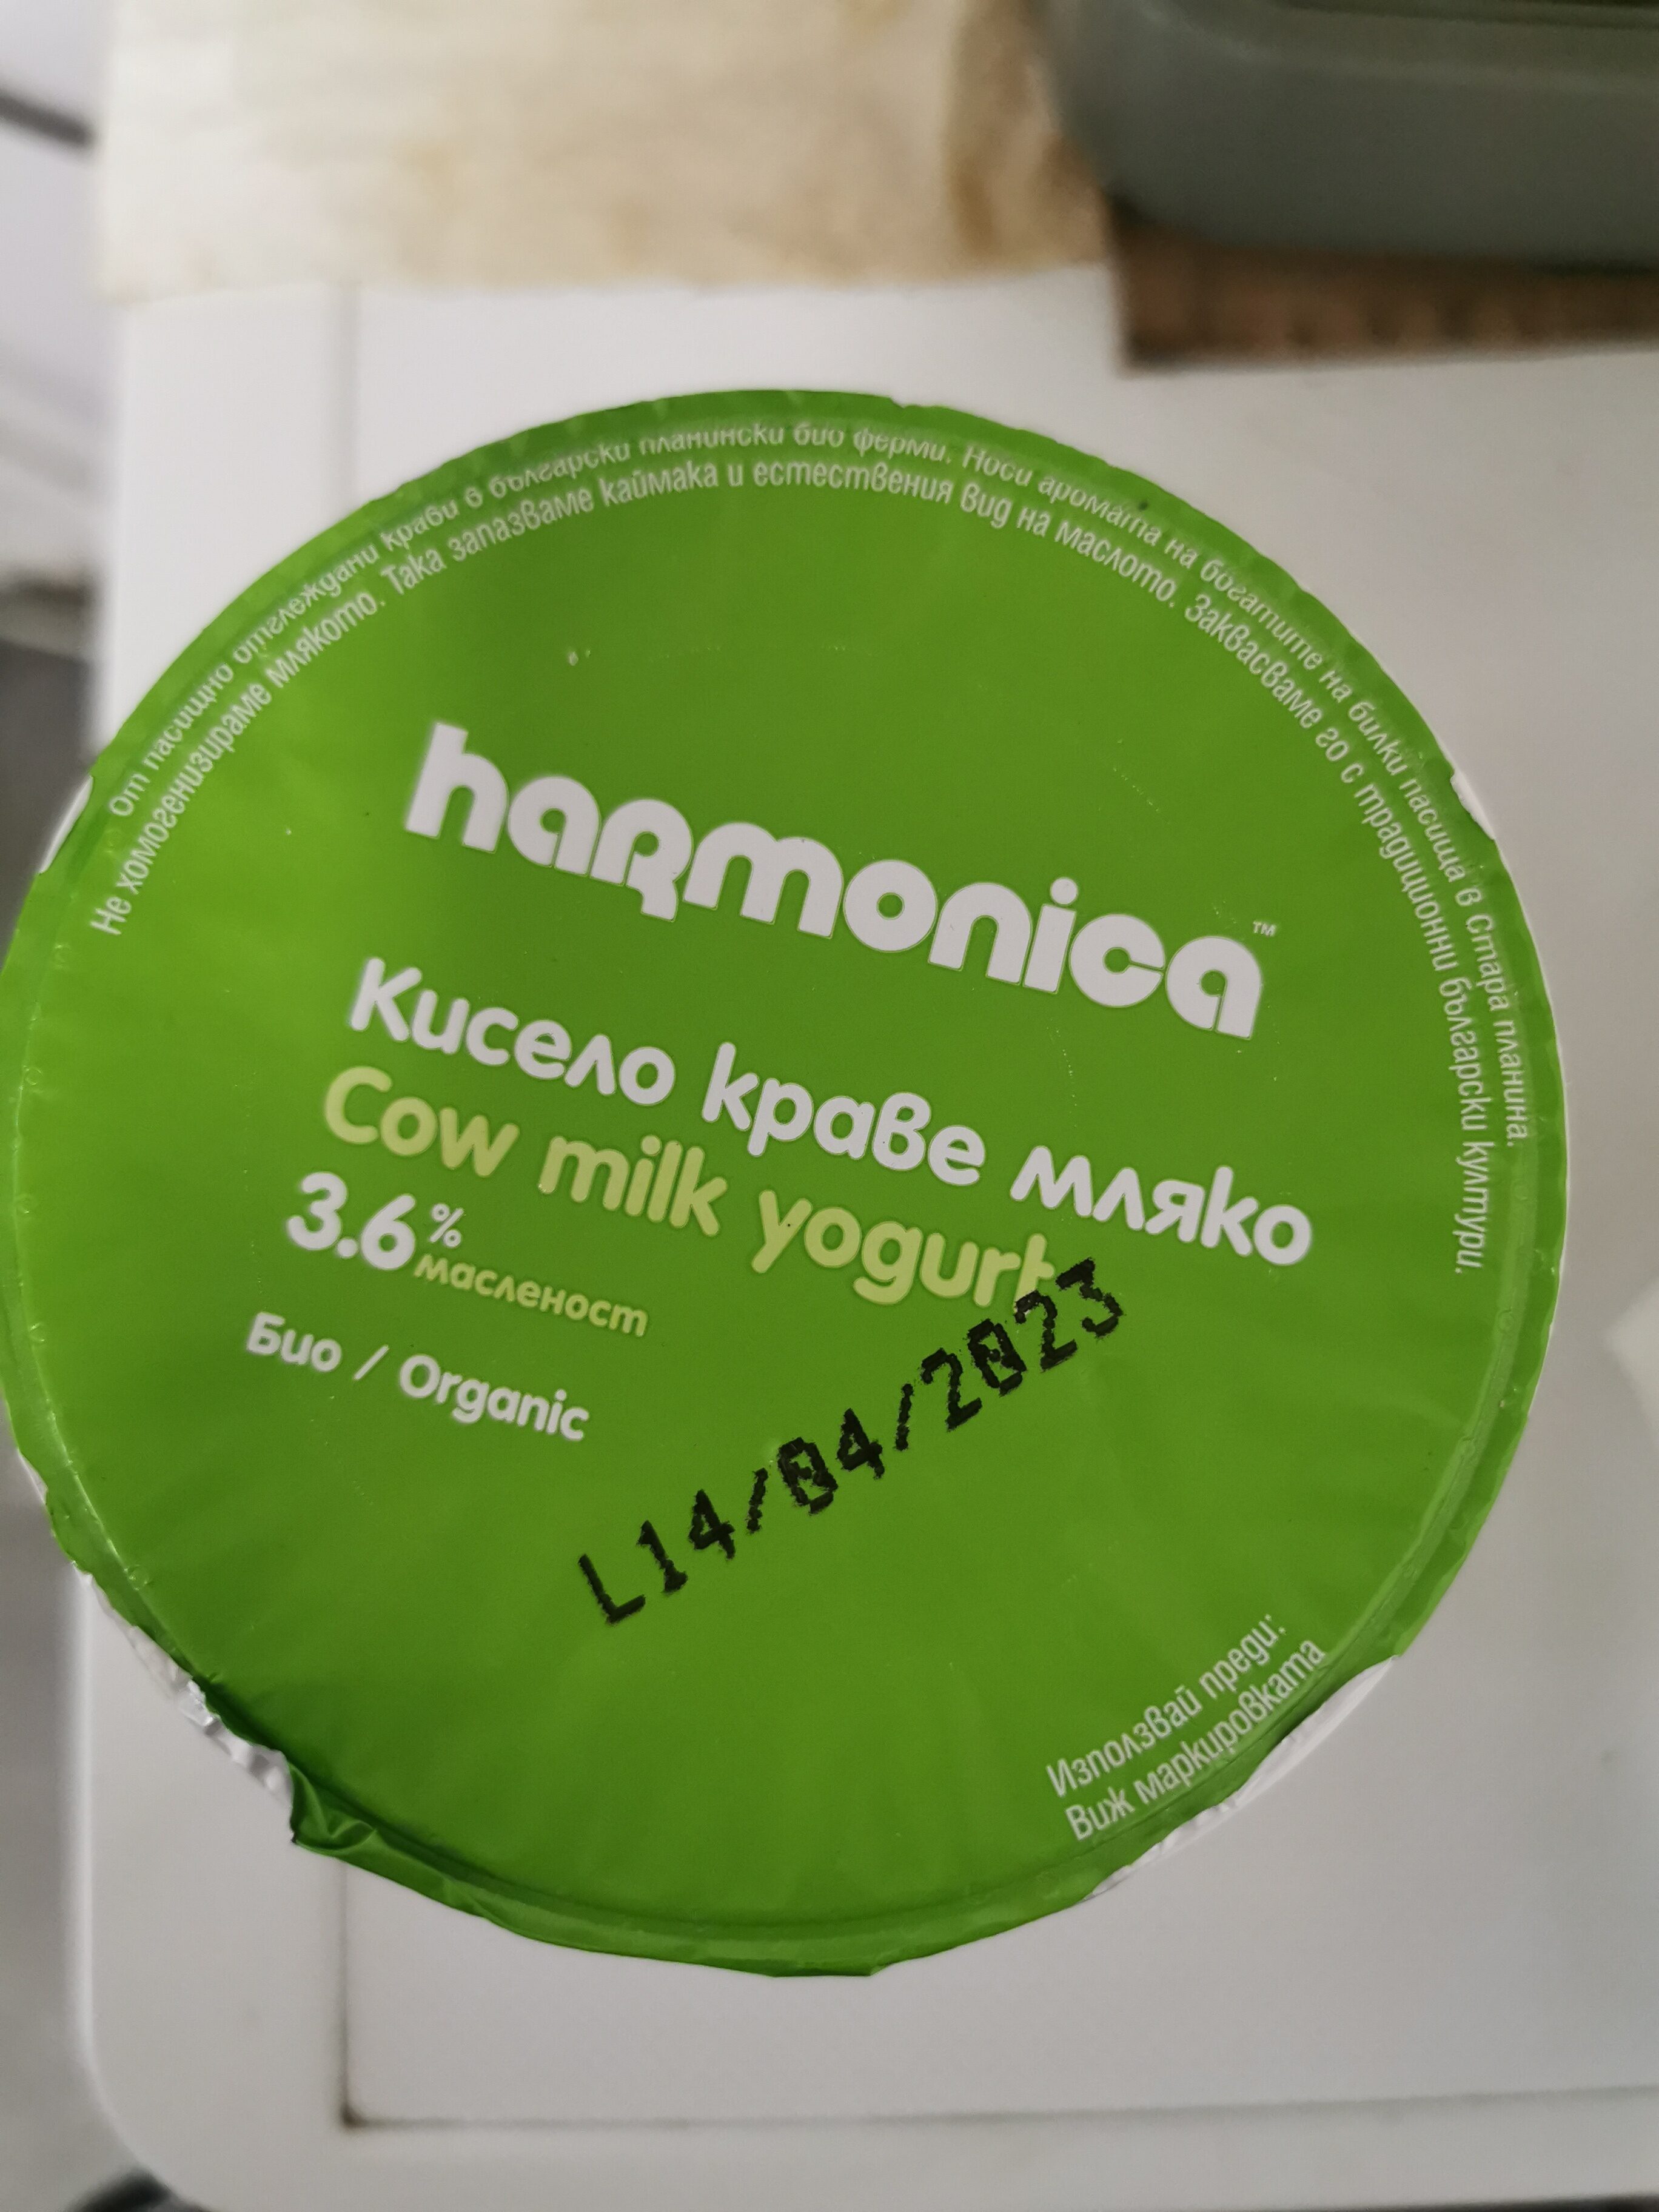 От пасищно отглеждани крави в български планински био ферми. Носи аромата на богатите на билки пасища в Стара планина.
Не хомогенизираме млякото. Така запазваме каймака и естествения вид на маслото. Заквасваме го с традиционни български култури.
harmonica™
Кисело краве мляко
Cow milk yogurt
3.6% масленост
Био / Organic
L14/04/2023
Използвай преди:
Виж маркировката